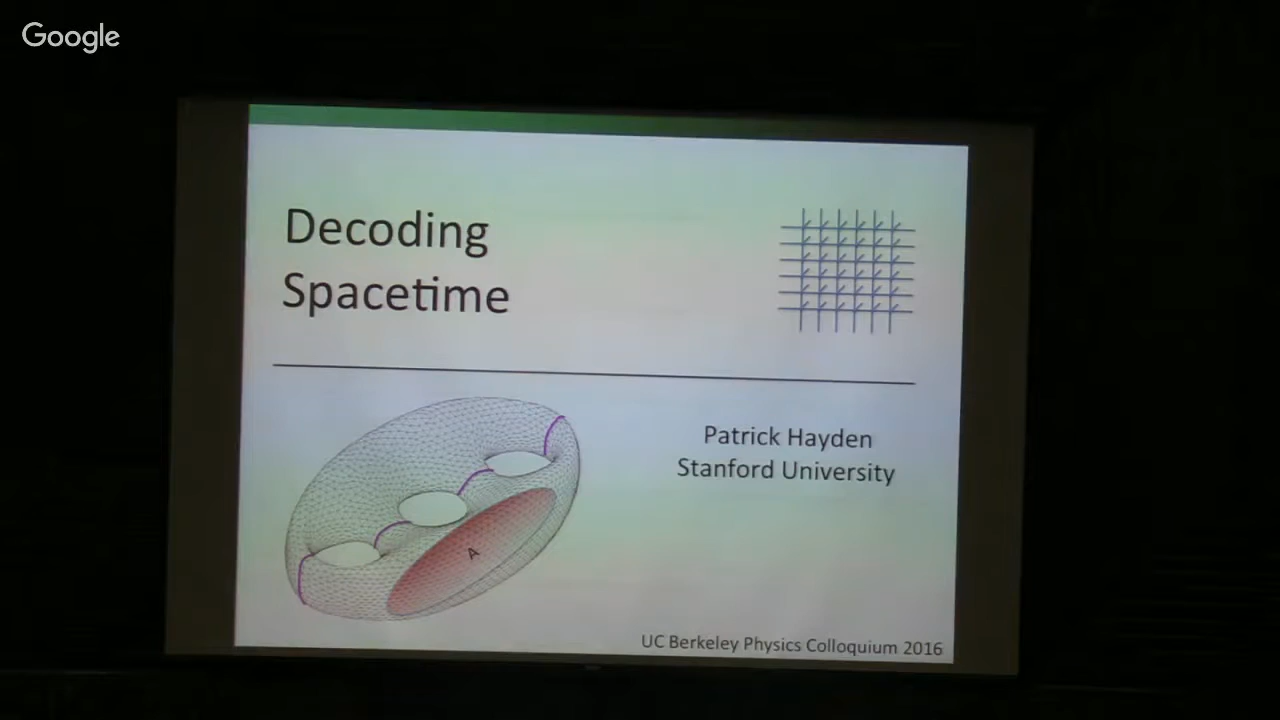 Google
Decoding
Spacetime
Patrick Hayden
Stanford University
A
UC Berkeley Physics Colloquium 2016